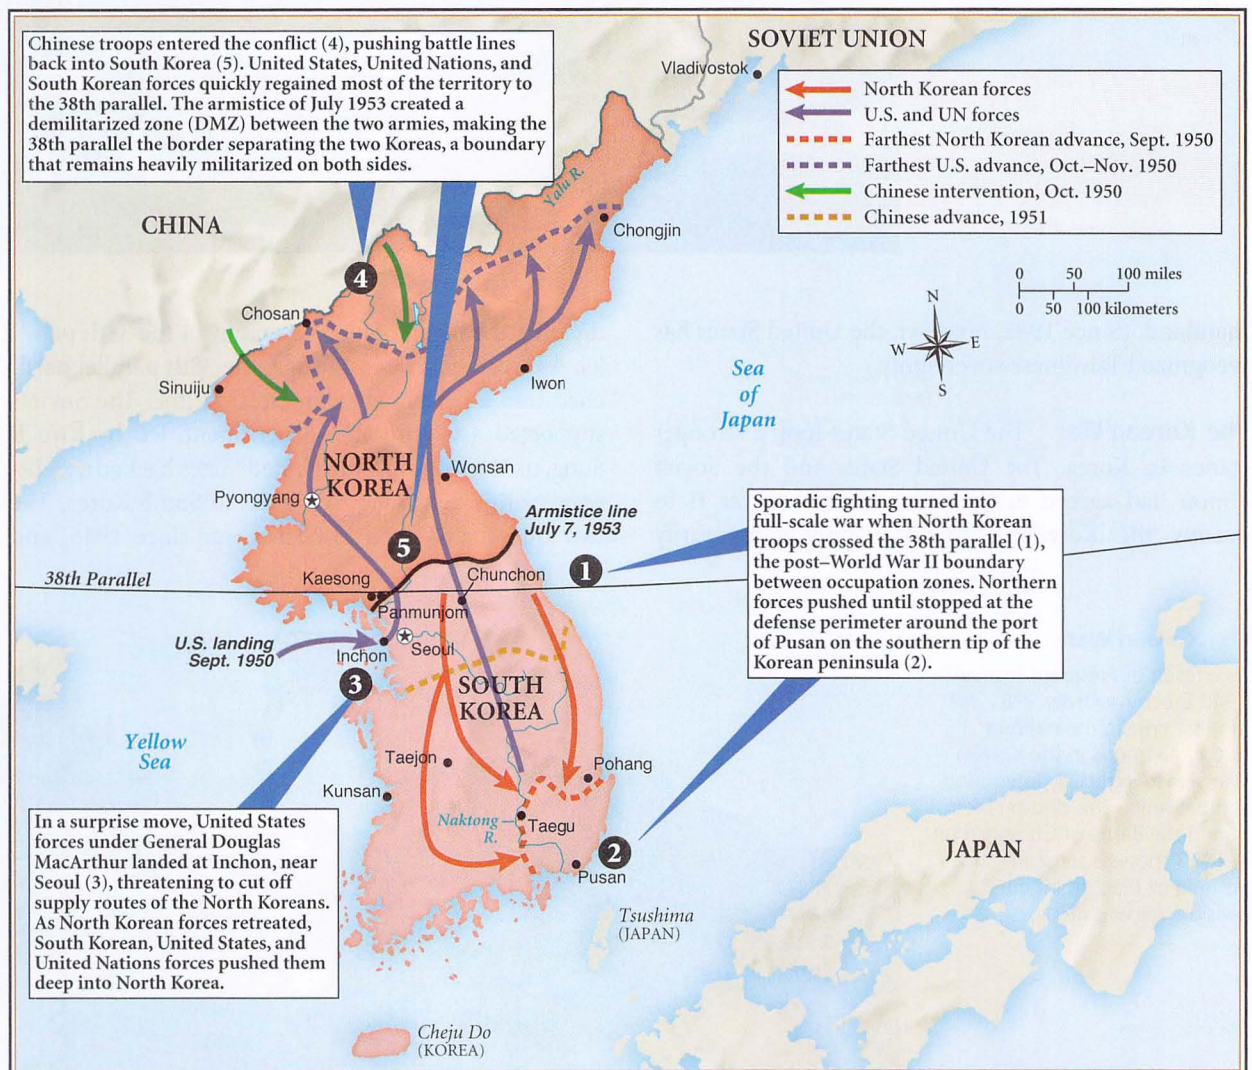 Chinese troops entered the conflict (4), pushing battle lines
back into South Korea (5). United States, United Nations, and
South Korean forces quickly regained most of the territory to
the 38th parallel. The armistice of July 1953 created a
demilitarized zone (DMZ) between the two armies, making the
38th parallel the border separating the two Koreas, a boundary
that remains heavily militarized on both sides.
SOVIET UNION
Vladivostok
North Korean forces
U.S. and UN forces
Farthest North Korean advance, Sept. 1950
Farthest U.S. advance, Oct.–Nov. 1950
Chinese intervention, Oct. 1950
Chinese advance, 1951
CHINA
Yalu R.
Chongjin
4
0 50 100 miles
0 50 100 kilometers
N
W E
S
Chosan
Sinuiju
Iwon
Sea
of
Japan
NORTH
KOREA
Wonsan
Pyongyang
Armistice line
July 7, 1953
5
Sporadic fighting turned into
full-scale war when North Korean
troops crossed the 38th parallel (1),
the post–World War II boundary
between occupation zones. Northern
forces pushed until stopped at the
defense perimeter around the port
of Pusan on the southern tip of the
Korean peninsula (2).
38th Parallel
Kaesong
Chunchon
1
Panmunjom
U.S. landing
Sept. 1950
Inchon
Seoul
3
SOUTH
KOREA
Yellow
Sea
Taejon
Pohang
Kunsan
Naktong
R.
Taegu
2
Pusan
JAPAN
In a surprise move, United States
forces under General Douglas
MacArthur landed at Inchon, near
Seoul (3), threatening to cut off
supply routes of the North Koreans.
As North Korean forces retreated,
South Korean, United States, and
United Nations forces pushed them
deep into North Korea.
Tsushima
(JAPAN)
Cheju Do
(KOREA)